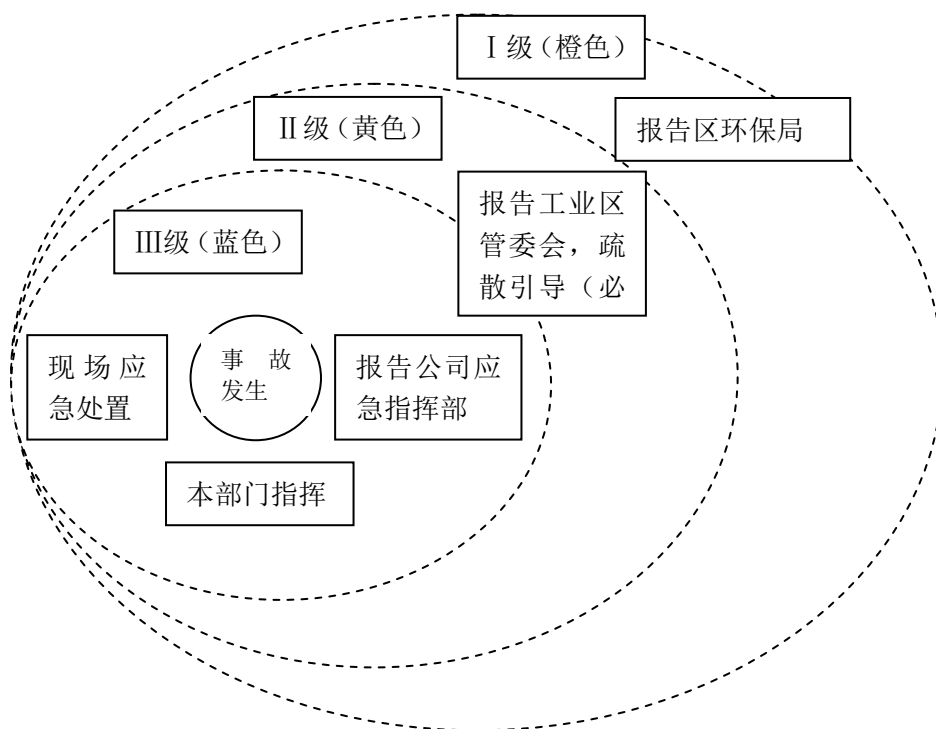 Ⅰ级（橙色）
Ⅱ级（黄色）
报告区环保局
报告工业区
管委会，疏
散引导（必
Ⅲ级（蓝色）
现场应
急处置
事故
发生
报告公司应
急指挥部
本部门指挥